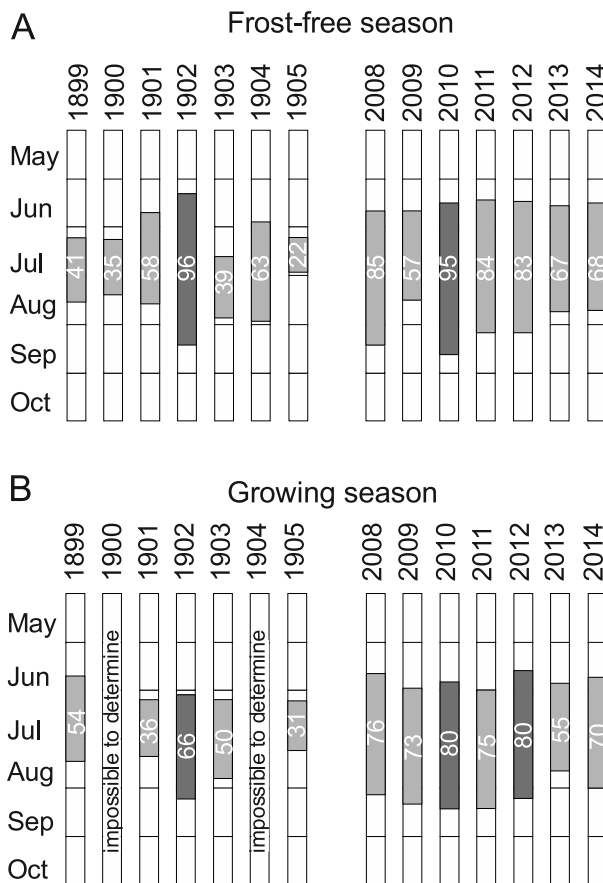 A
Frost-free season
1899 1900 1901 1902 1903 1904 1905 2008 2009 2010 2011 2012 2013 2014
May
Jun
Jul
Aug
Sep
Oct
41 35 58 96 39 63 22 85 57 95 84 83 67 68
B
Growing season
1899 1900 1901 1902 1903 1904 1905 2008 2009 2010 2011 2012 2013 2014
May
Jun
Jul
Aug
Sep
Oct
54 impossible to determine 36 66 50 impossible to determine 31 76 73 80 75 80 55 70